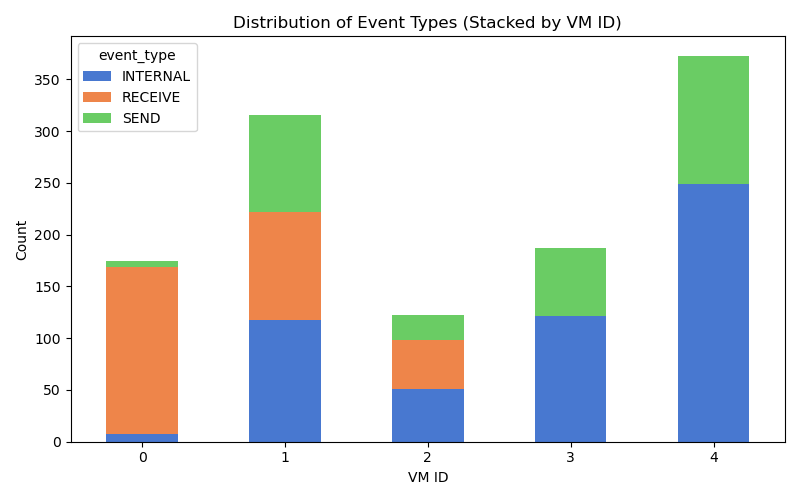 Distribution of Event Types (Stacked by VM ID)
event_type
INTERNAL
RECEIVE
SEND
Count
350
300
250
200
150
100
50
0
0 1 2 3 4
VM ID